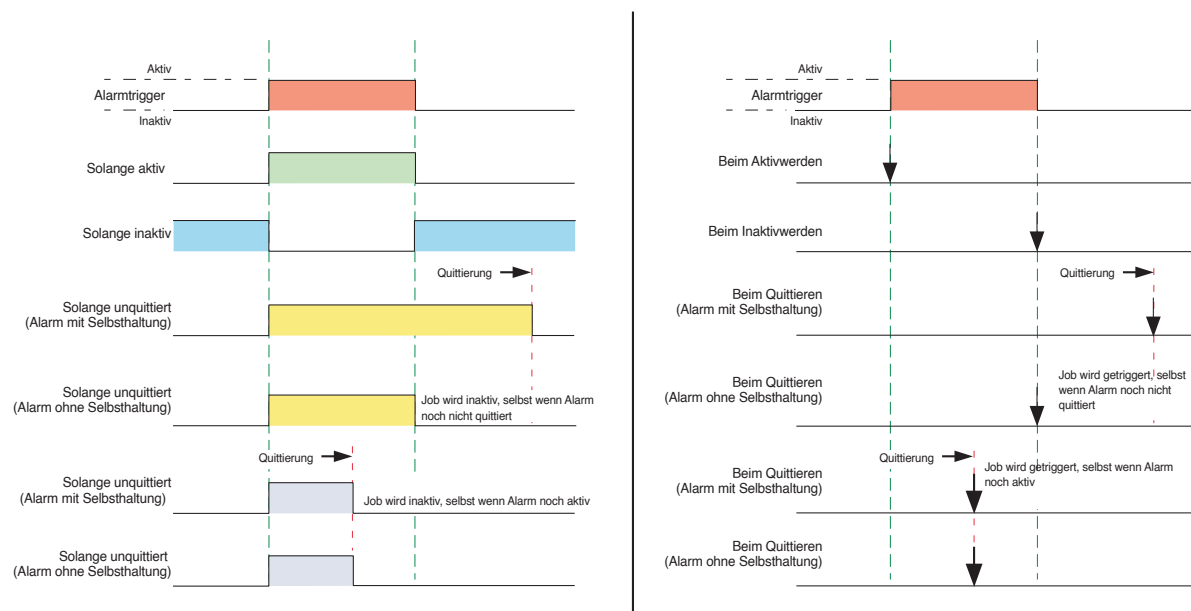 Aktiv
Alarmtrigger
Inaktiv
Solange aktiv
Solange inaktiv
Quittierung
Solange unquittiert
(Alarm mit Selbsthaltung)
Solange unquittiert
(Alarm ohne Selbsthaltung)
Job wird inaktiv, selbst wenn Alarm
noch nicht quittiert
Quittierung
Solange unquittiert
(Alarm mit Selbsthaltung)
Job wird inaktiv, selbst wenn Alarm noch aktiv
Solange unquittiert
(Alarm ohne Selbsthaltung)
Aktiv
Alarmtrigger
Inaktiv
Beim Aktivwerden
Beim Inaktivwerden
Quittierung
Beim Quittieren
(Alarm mit Selbsthaltung)
Job wird getriggert, selbst
wenn Alarm noch nicht
quittiert
Beim Quittieren
(Alarm ohne Selbsthaltung)
Quittierung
Job wird getriggert, selbst wenn Alarm
noch aktiv
Beim Quittieren
(Alarm mit Selbsthaltung)
Beim Quittieren
(Alarm ohne Selbsthaltung)